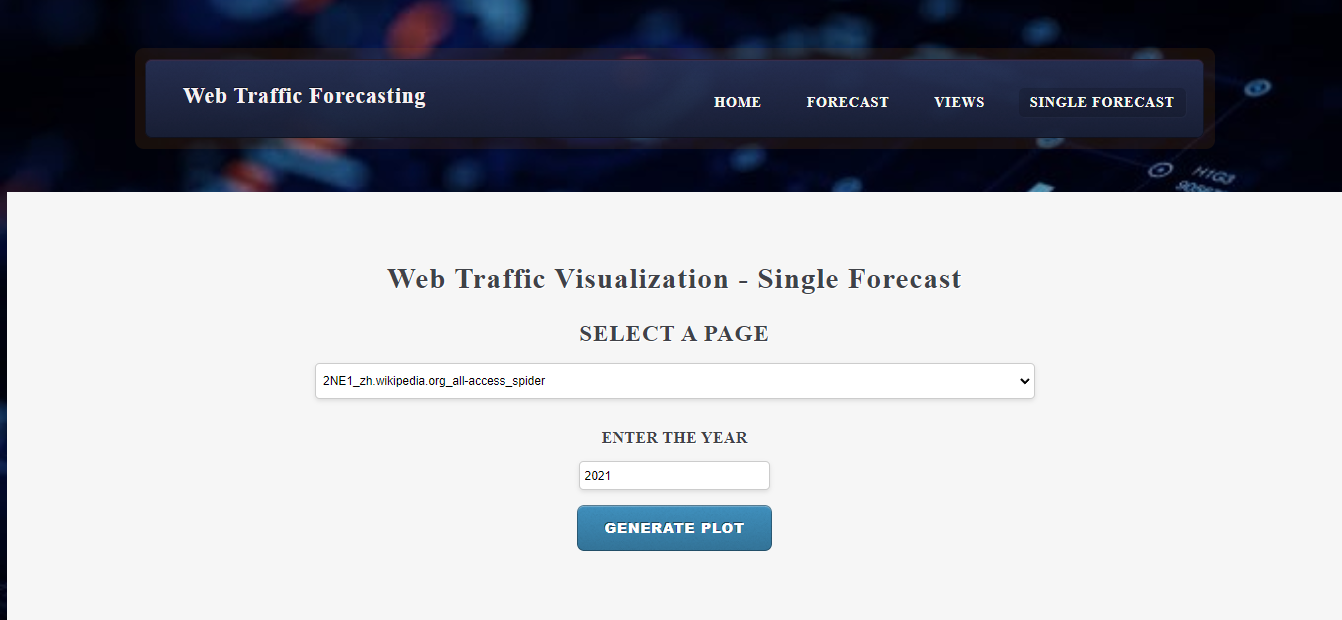 Web Traffic Forecasting
HOME FORECAST VIEWS SINGLE FORECAST
H1G3
Web Traffic Visualization - Single Forecast
SELECT A PAGE
2NE1_zh.wikipedia.org_all-access_spider
ENTER THE YEAR
2021
GENERATE PLOT